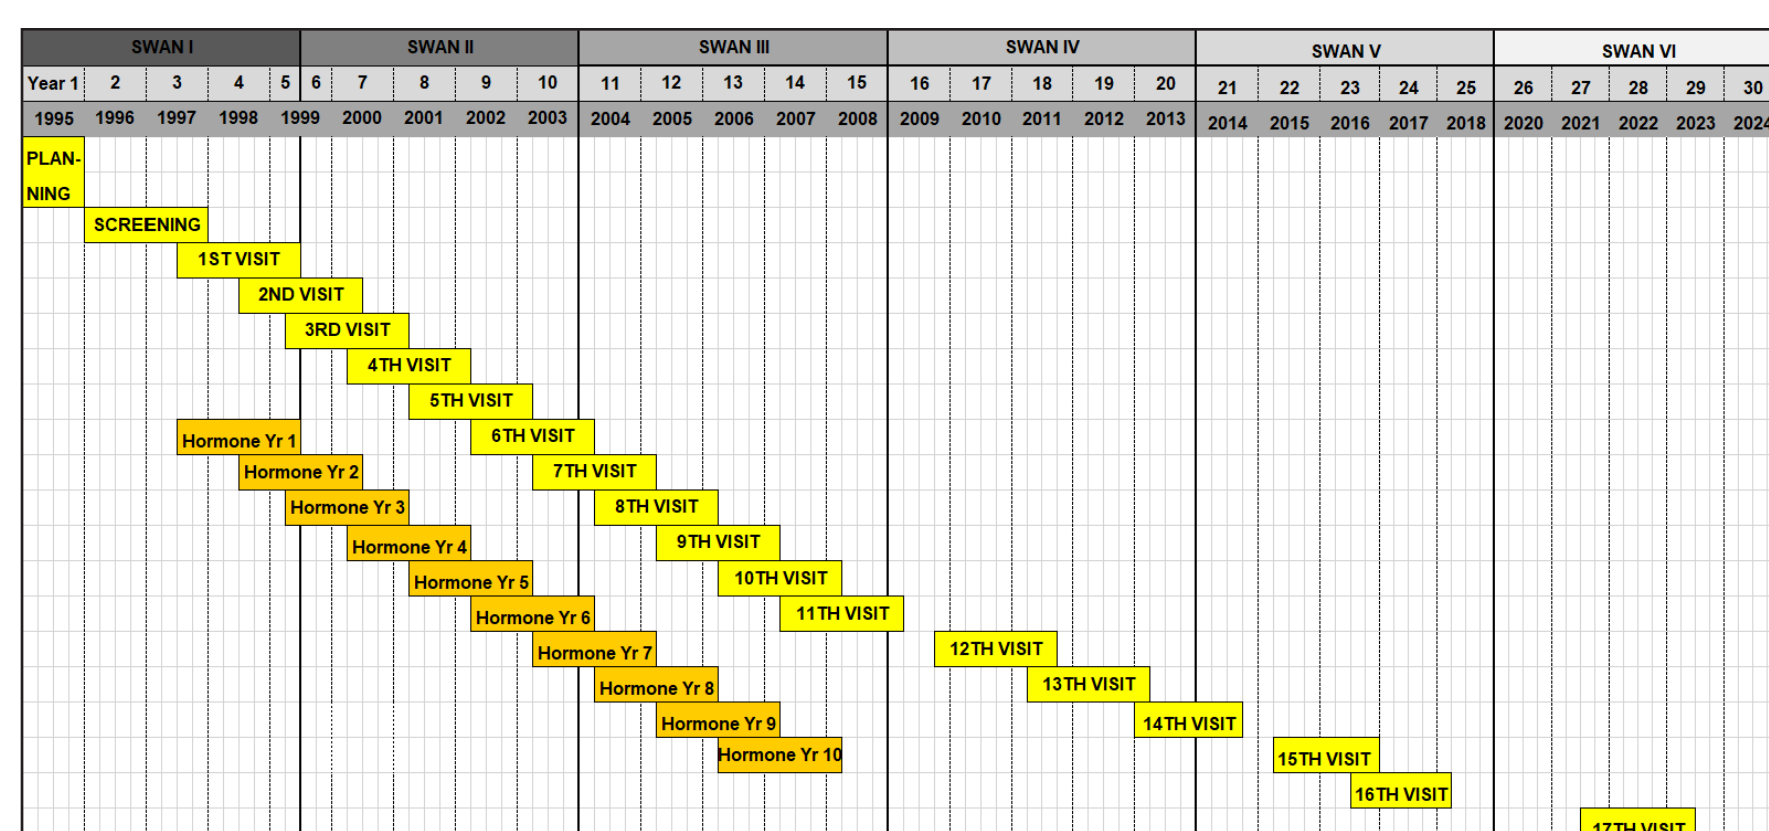 SWAN I SWAN II SWAN III SWAN IV SWAN V SWAN VI
Year 1 2 3 4 5 6 7 8 9 10 11 12 13 14 15 16 17 18 19 20 21 22 23 24 25 26 27 28 29 30
1995 1996 1997 1998 1999 2000 2001 2002 2003 2004 2005 2006 2007 2008 2009 2010 2011 2012 2013 2014 2015 2016 2017 2018 2020 2021 2022 2023 2024
PLAN-
NING
SCREENING
1ST VISIT
2ND VISIT
3RD VISIT
4TH VISIT
5TH VISIT
Hormone Yr 1 6TH VISIT
Hormone Yr 2 7TH VISIT
Hormone Yr 3 8TH VISIT
Hormone Yr 4 9TH VISIT
Hormone Yr 5 10TH VISIT
Hormone Yr 6 11TH VISIT
Hormone Yr 7 12TH VISIT
Hormone Yr 8 13TH VISIT
Hormone Yr 9 14TH VISIT
Hormone Yr 10 15TH VISIT
16TH VISIT
17TH VISIT